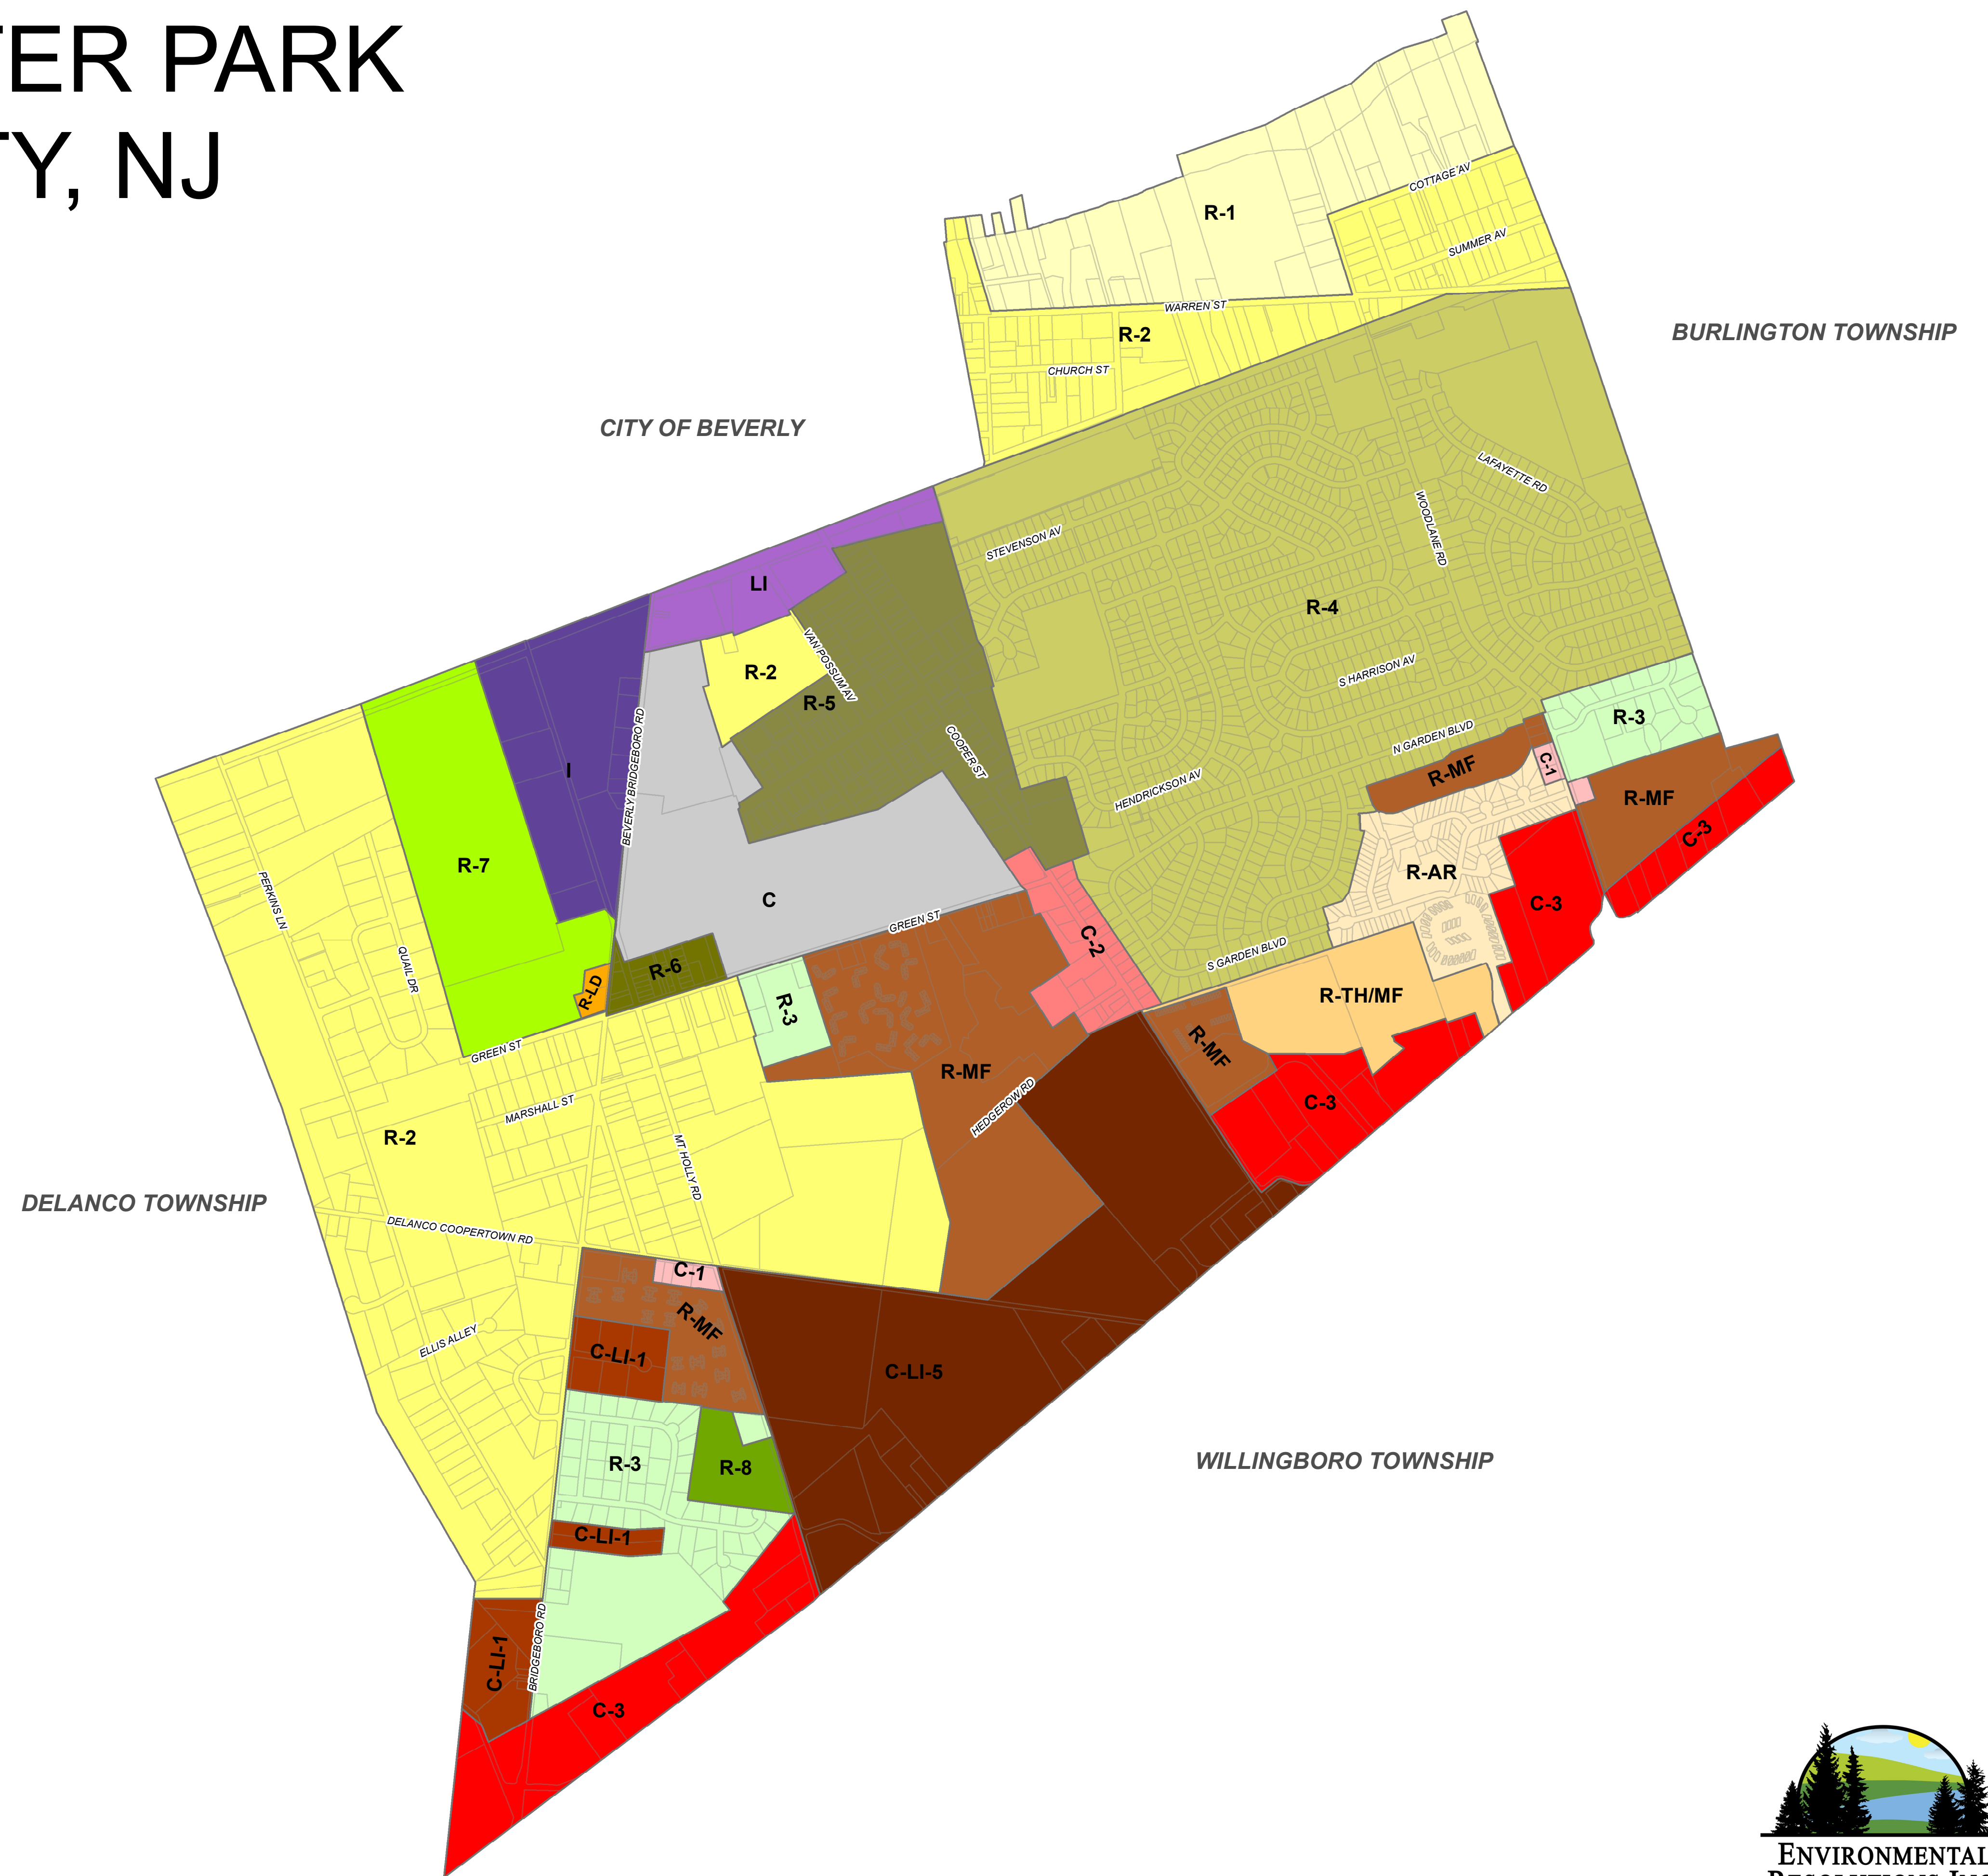 TER PARK
TY, NJ
COTTAGE AV
R-1
SUMMER AV
WARREN ST
R-2
BURLINGTON TOWNSHIP
CHURCH ST
CITY OF BEVERLY
LAFAYETTE RD
WOODLANE RD
STEVENSON AV
LI
R-4
VAN POSSUM AV
R-2
S HARRISON AV
R-5
R-3
BEVERLY BRIDGEBORO RD
COOPER ST
N GARDEN BLVD
C-1
I
R-MF
HENDRICKSON AV
R-MF
C-3
R-7
R-AR
PERKINS LN
C
C-3
GREEN ST
C-2
QUAIL DR
S GARDEN BLVD
R-6
R-LD
R-3
R-TH/MF
GREEN ST
R-MF
R-MF
HEDGEROW RD
C-3
MARSHALL ST
R-2
MT HOLLY RD
DELANCO TOWNSHIP
DELANCO COOPERTOWN RD
C-1
R-MF
ELLIS ALLEY
C-LI-1
C-LI-5
R-3
R-8
WILLINGBORO TOWNSHIP
C-LI-1
BRIDGEBORO RD
C-LI-1
C-3
ENVIRONMENTAL